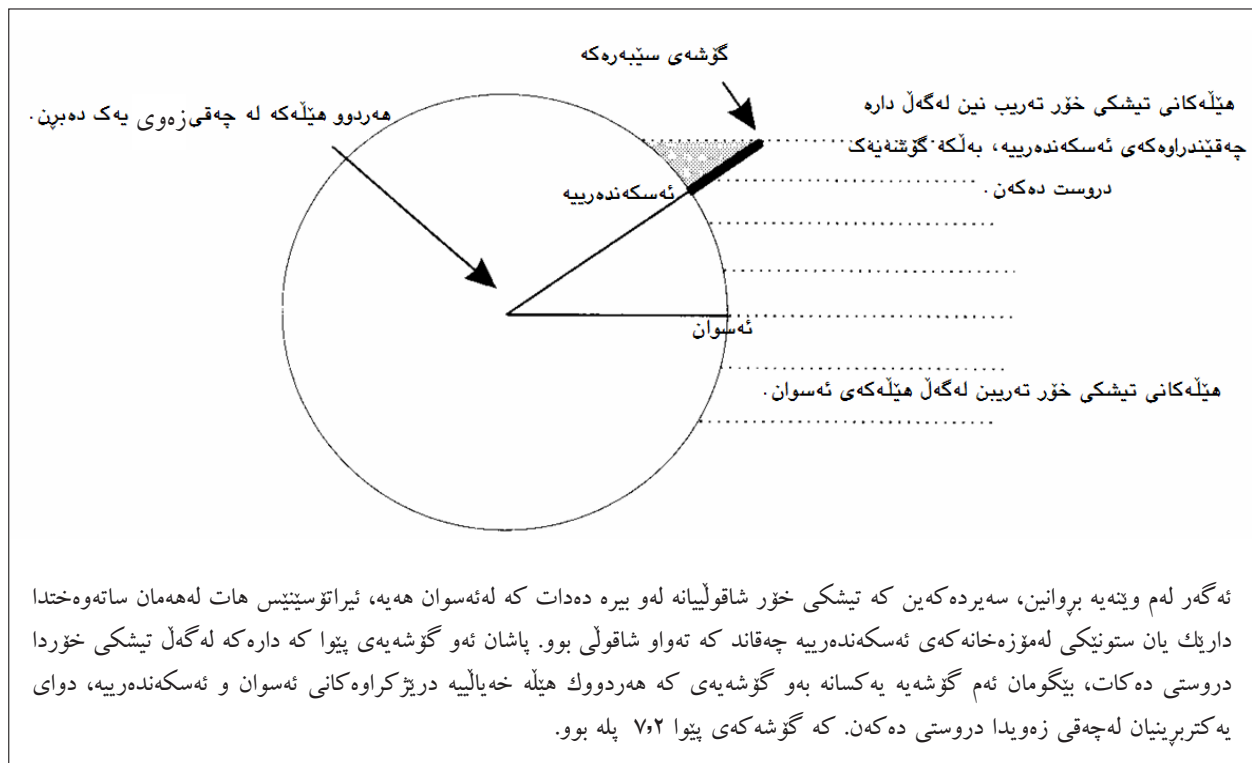 گۆشەی سێبەرەکە
هەردوو هێڵەکە لە چەقی زەوی یەک دەبڕن.
هێڵەکانی تیشکی خۆر تەریب نین لەگەڵ دارە
چەقێندراوەکەی ئەسکەندەرییە، بەڵکە گۆشەیەک
دروست دەکەن.
ئەسکەندەرییە
ئەسوان
هێڵەکانی تیشکی خۆر تەریبن لەگەڵ هێڵەکەی ئەسوان.
ئەگەر لەم وێنەیە بڕوانین، سەیردەکەین کە تیشکی خۆر شاقوڵییانە لەو بیرە دەدات کە لەئەسوان هەیە، ئیراتۆسێنێس هات لەهەمان ساتەوەختدا
دارێك یان ستونێکی لەمۆزەخانەکەی ئەسکەندەرییە چەقاند کە تەواو شاقوڵی بوو. پاشان ئەو گۆشەیەی پێوا کە دارەکە لەگەڵ تیشکی خۆردا
دروستی دەکات، بێگومان ئەم گۆشەیە یەکسانە بەو گۆشەیەی کە هەردووك هێڵە خەیاڵییە درێژکراوەکانی ئەسوان و ئەسکەندەرییە، دوای
یەکتربڕینیان لەچەقی زەویدا دروستی دەکەن. کە گۆشەکەی پێوا ٧,٢ پلە بوو.